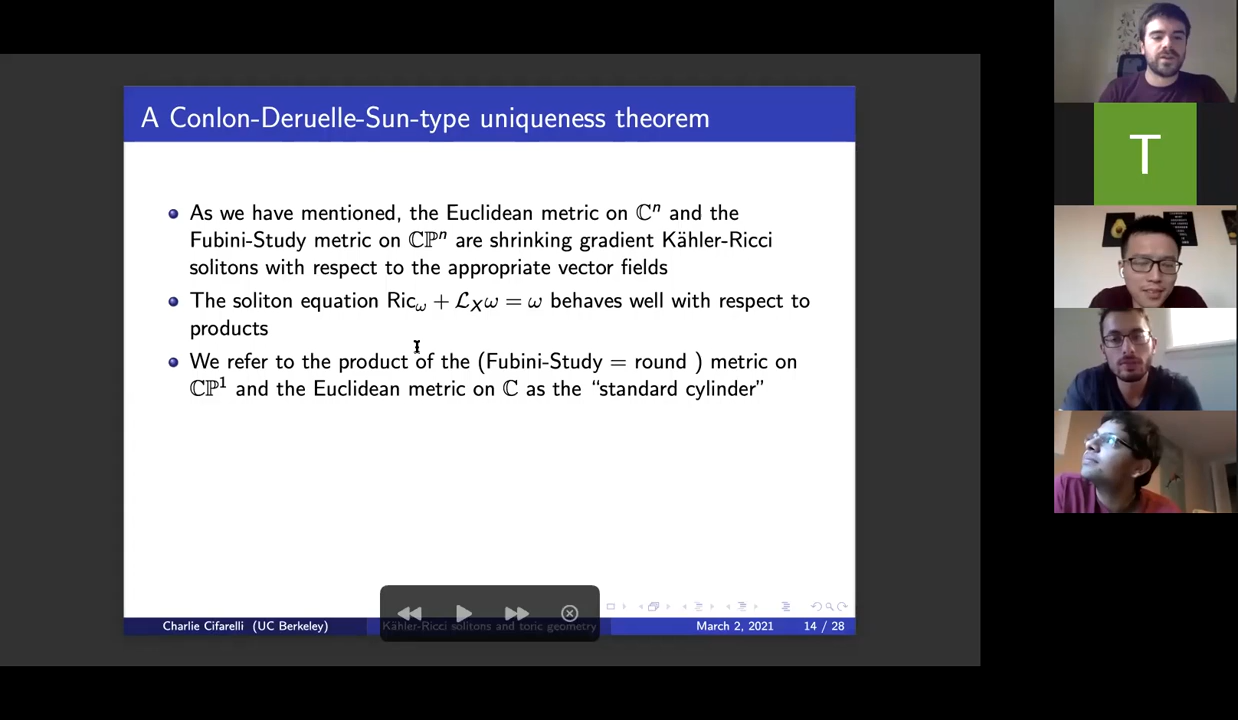 A Conlon-Deruelle-Sun-type uniqueness theorem
As we have mentioned, the Euclidean metric on ℂⁿ and the
Fubini-Study metric on ℂℙⁿ are shrinking gradient Kähler-Ricci
solitons with respect to the appropriate vector fields
The soliton equation Ric_ω + ℒ_Xω = ω behaves well with respect to
products
We refer to the product of the (Fubini-Study = round ) metric on
ℂℙ¹ and the Euclidean metric on ℂ as the “standard cylinder”
Charlie Cifarelli (UC Berkeley)
Kähler-Ricci solitons and toric geometry
March 2, 2021
14 / 28
T